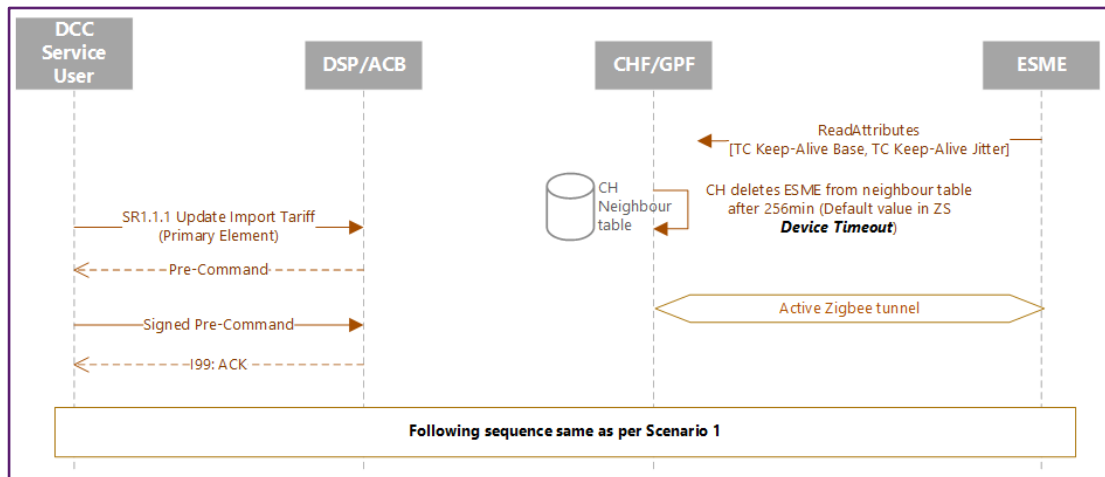 DCC
Service
User
DSP/ACB
CHF/GPF
ESME
ReadAttributes
[TC Keep-Alive Base, TC Keep-Alive Jitter]
CH
Neighbour
table
CH deletes ESME from neighbour table
after 256min (Default value in ZS
Device Timeout)
SR1.1.1 Update Import Tariff
(Primary Element)
Pre-Command
Active Zigbee tunnel
Signed Pre-Command
I99: ACK
Following sequence same as per Scenario 1